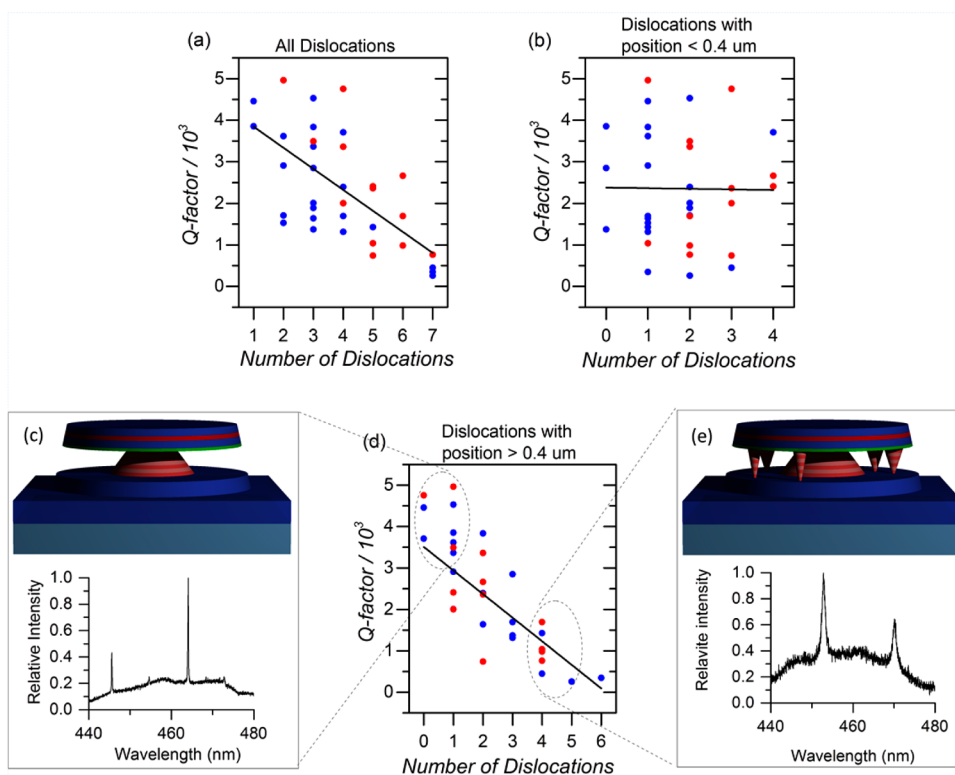 (a)
All Dislocations
Q-factor / 10³
5
4
3
2
1
0
1 2 3 4 5 6 7
Number of Dislocations
(b)
Dislocations with
position < 0.4 um
Q-factor / 10³
5
4
3
2
1
0
0 1 2 3 4
Number of Dislocations
(c)
Relative Intensity
1.0
0.8
0.6
0.4
0.2
0.0
440 460 480
Wavelength (nm)
(d)
Dislocations with
position > 0.4 um
Q-factor / 10³
5
4
3
2
1
0
0 1 2 3 4 5 6
Number of Dislocations
(e)
Relavite intensity
1.0
0.8
0.6
0.4
0.2
0.0
440 460 480
Wavelength (nm)